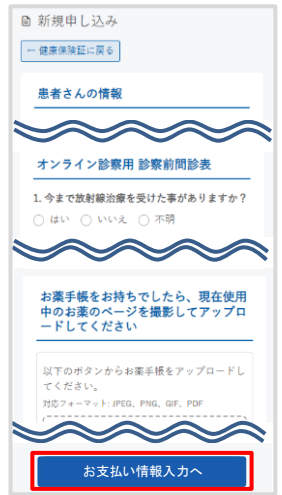 新規申し込み
← 健康保険証に戻る
患者さんの情報
オンライン診察用 診察前問診表
1. 今まで放射線治療を受けた事がありますか？
はい いいえ 不明
お薬手帳をお持ちでしたら、現在使用
中のお薬のページを撮影してアップロ
ードしてください
以下のボタンからお薬手帳をアップロードし
てください。
対応フォーマット: JPEG、PNG、GIF、PDF
お支払い情報入力へ